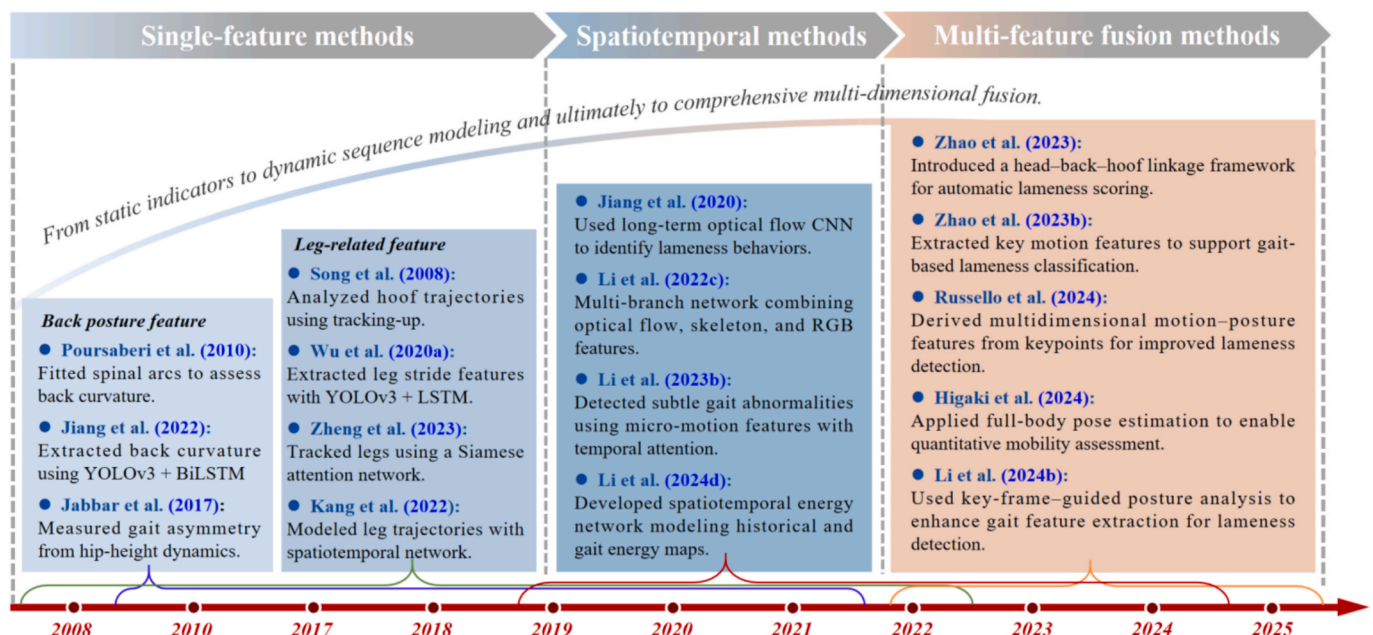 Single-feature methods
Spatiotemporal methods
Multi-feature fusion methods
From static indicators to dynamic sequence modeling and ultimately to comprehensive multi-dimensional fusion.
Back posture feature
Poursaberi et al. (2010):
Fitted spinal arcs to assess
back curvature.
Jiang et al. (2022):
Extracted back curvature
using YOLOv3 + BiLSTM
Jabbar et al. (2017):
Measured gait asymmetry
from hip-height dynamics.
Leg-related feature
Song et al. (2008):
Analyzed hoof trajectories
using tracking-up.
Wu et al. (2020a):
Extracted leg stride features
with YOLOv3 + LSTM.
Zheng et al. (2023):
Tracked legs using a Siamese
attention network.
Kang et al. (2022):
Modeled leg trajectories with
spatiotemporal network.
Jiang et al. (2020):
Used long-term optical flow CNN
to identify lameness behaviors.
Li et al. (2022c):
Multi-branch network combining
optical flow, skeleton, and RGB
features.
Li et al. (2023b):
Detected subtle gait abnormalities
using micro-motion features with
temporal attention.
Li et al. (2024d):
Developed spatiotemporal energy
network modeling historical and
gait energy maps.
Zhao et al. (2023):
Introduced a head–back–hoof linkage framework
for automatic lameness scoring.
Zhao et al. (2023b):
Extracted key motion features to support gait-
based lameness classification.
Russello et al. (2024):
Derived multidimensional motion–posture
features from keypoints for improved lameness
detection.
Higaki et al. (2024):
Applied full-body pose estimation to enable
quantitative mobility assessment.
Li et al. (2024b):
Used key-frame–guided posture analysis to
enhance gait feature extraction for lameness
detection.
2008 2010 2017 2018 2019 2020 2021 2022 2023 2024 2025